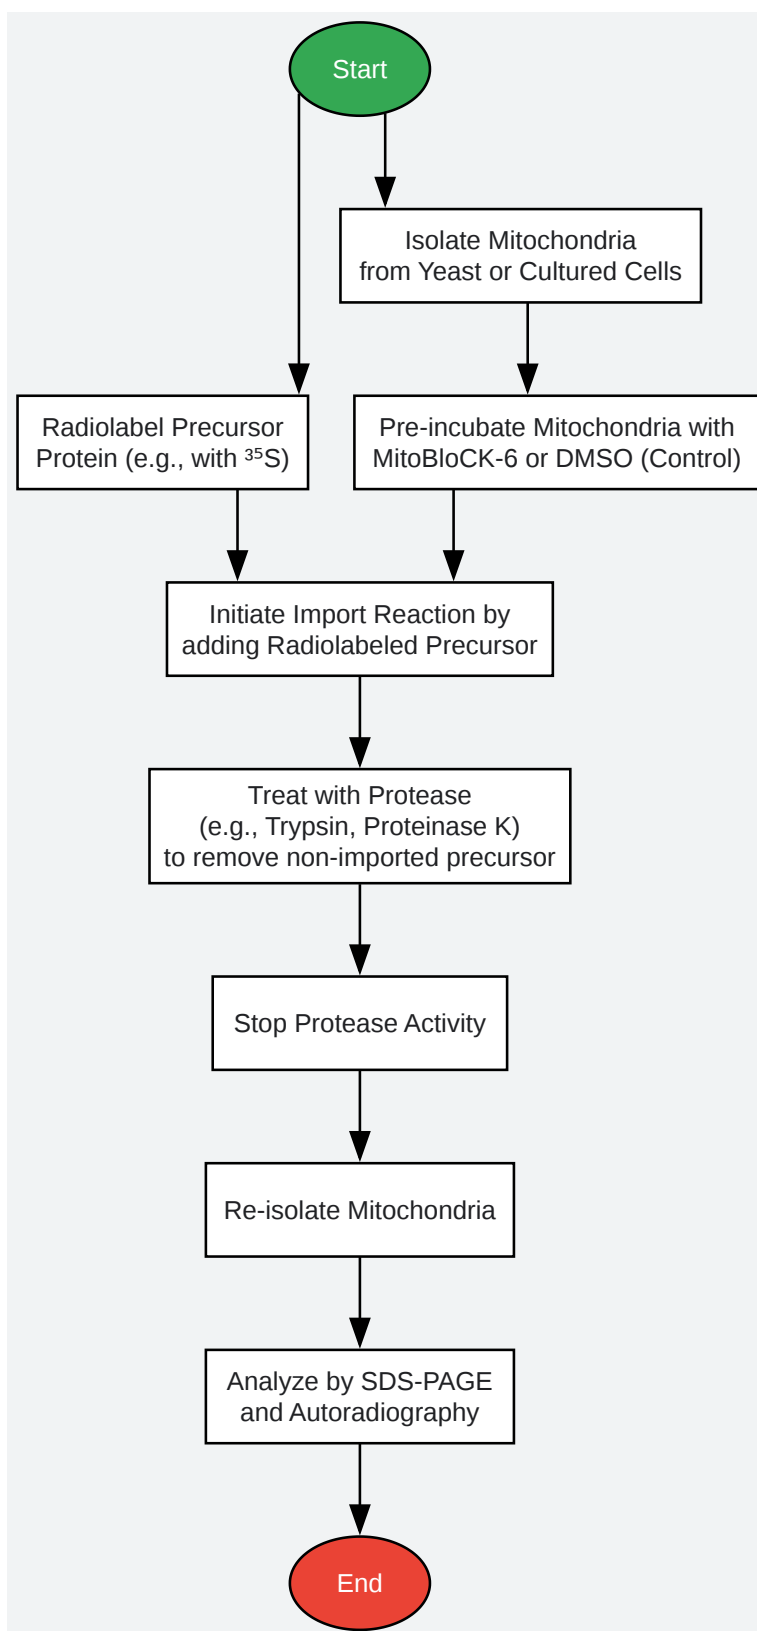 Start
Isolate Mitochondria
from Yeast or Cultured Cells
Radiolabel Precursor
Protein (e.g., with ³⁵S)
Pre-incubate Mitochondria with
MitoBloCK-6 or DMSO (Control)
Initiate Import Reaction by
adding Radiolabeled Precursor
Treat with Protease
(e.g., Trypsin, Proteinase K)
to remove non-imported precursor
Stop Protease Activity
Re-isolate Mitochondria
Analyze by SDS-PAGE
and Autoradiography
End